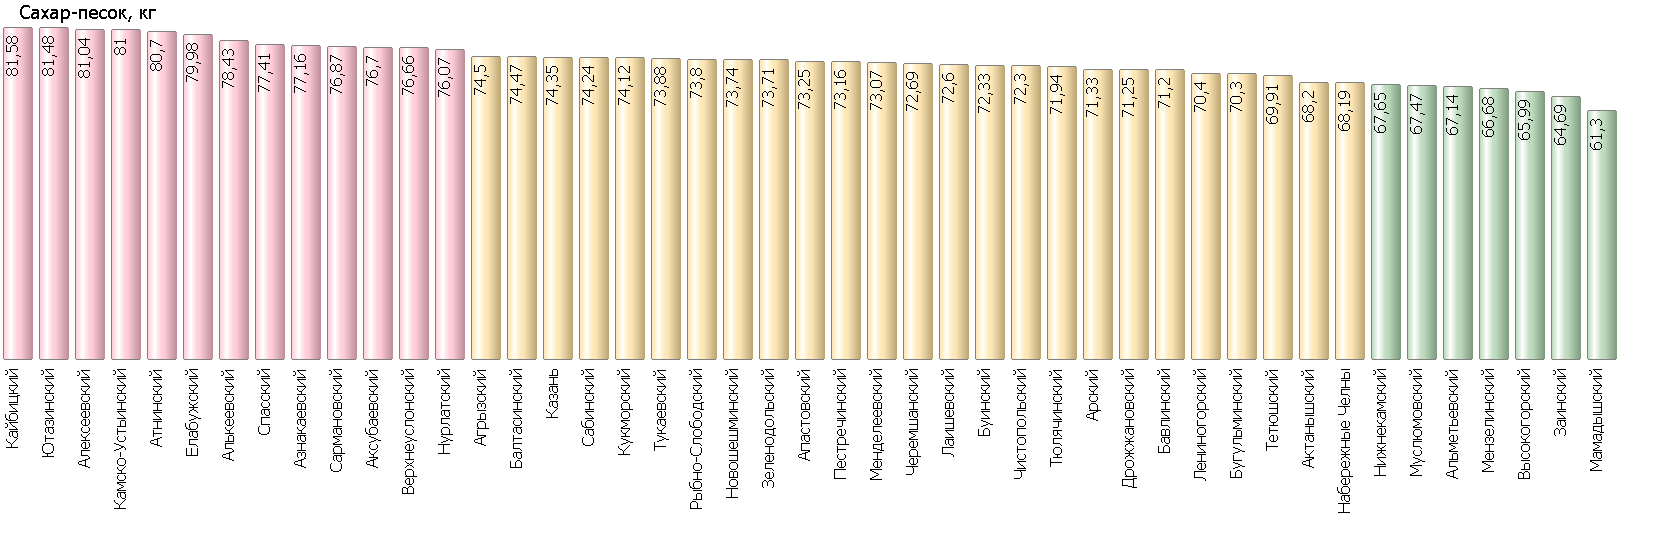 Сахар-песок, кг
81,58
81,48
81,04
81
80,7
79,98
78,43
77,41
77,16
76,87
76,7
76,66
76,07
74,5
74,47
74,35
74,24
74,12
73,88
73,8
73,74
73,71
73,25
73,16
73,07
72,69
72,6
72,33
72,3
71,94
71,33
71,25
71,2
70,4
70,3
69,91
68,2
68,19
67,65
67,47
67,14
66,68
65,99
64,69
61,3
Кайбицкий
Ютазинский
Алексеевский
Камско-Устьинский
Атнинский
Елабужский
Алькеевский
Спасский
Азнакаевский
Сармановский
Аксубаевский
Верхнеуслонский
Нурлатский
Агрызский
Балтасинский
Казань
Сабинский
Кукморский
Тукаевский
Рыбно-Слободский
Новошешминский
Зеленодольский
Апастовский
Пестречинский
Менделеевский
Черемшанский
Лаишевский
Буинский
Чистопольский
Тюлячинский
Арский
Дрожжановский
Бавлинский
Лениногорский
Бугульминский
Тетюшский
Актанышский
Набережные Челны
Нижнекамский
Муслюмовский
Альметьевский
Мензелинский
Высокогорский
Заинский
Мамадышский